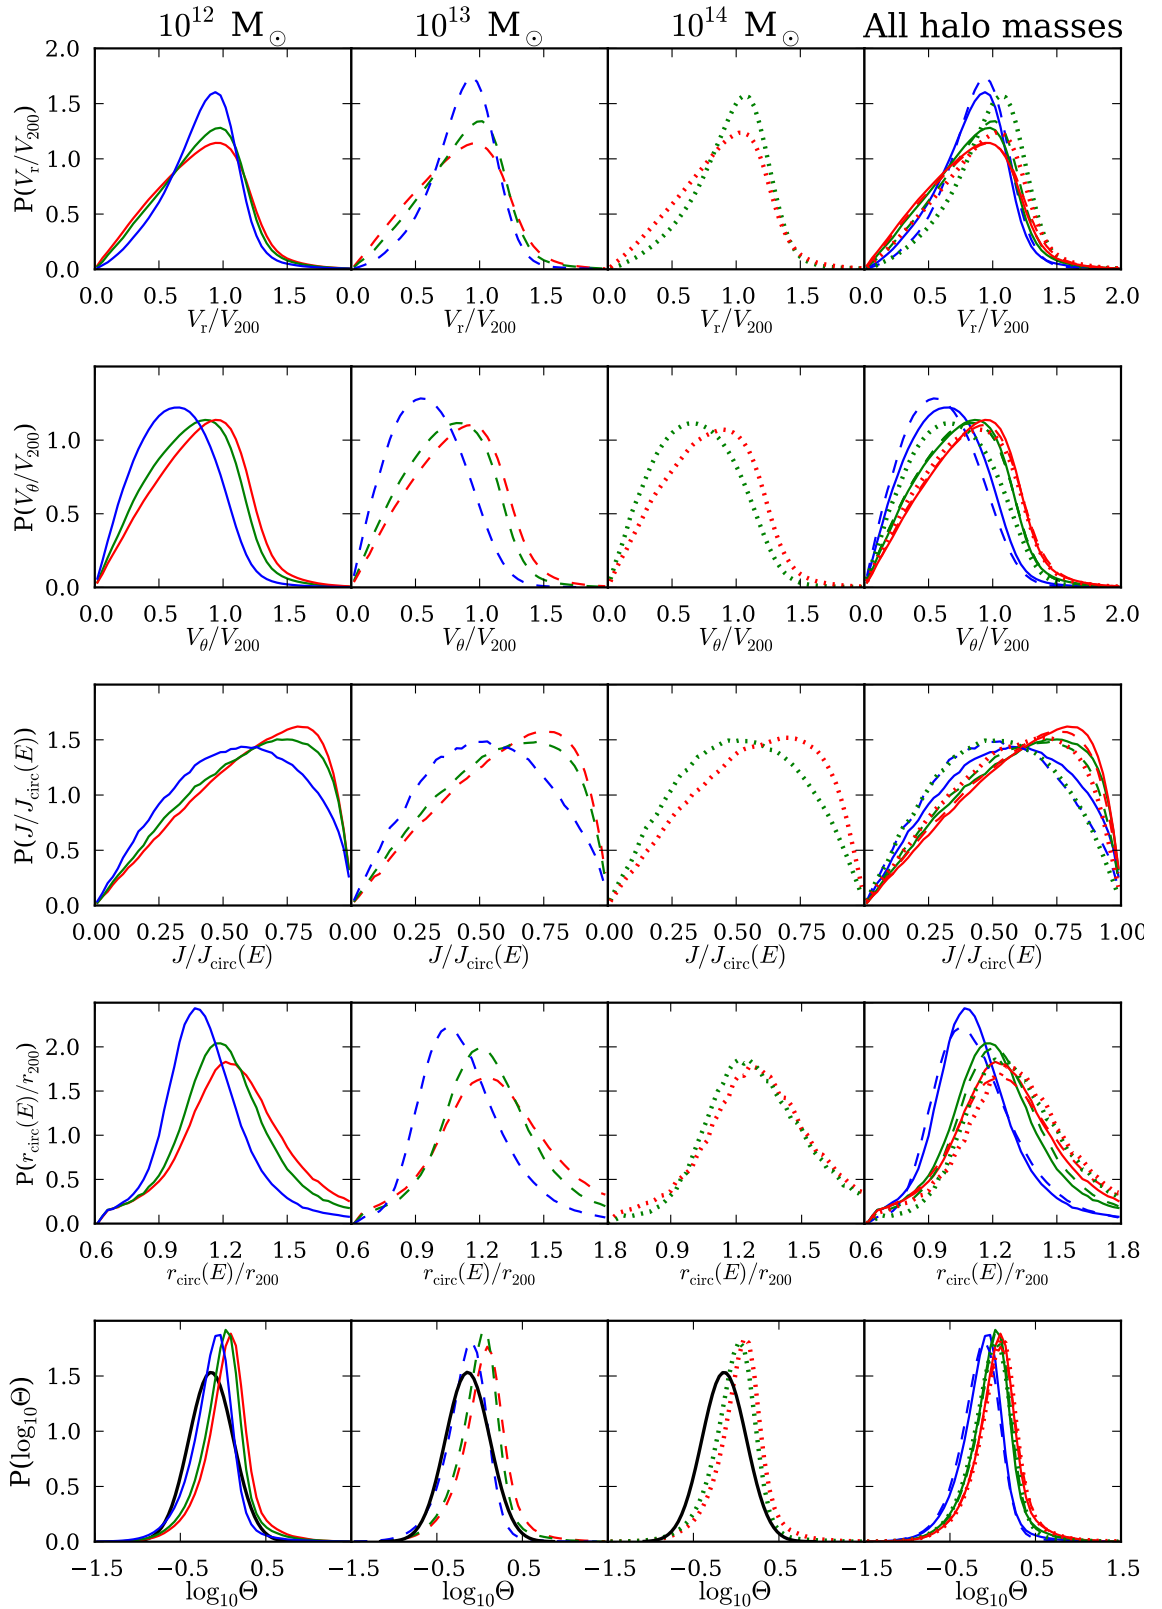 10^12 M_⊙ 10^13 M_⊙ 10^14 M_⊙ All halo masses
2.0
1.5
1.0
0.5
0.0
P(V_r/V_200)
0.0 0.5 1.0 1.5 0.0 0.5 1.0 1.5 0.0 0.5 1.0 1.5 0.0 0.5 1.0 1.5 2.0
V_r/V_200 V_r/V_200 V_r/V_200 V_r/V_200
1.0
0.5
0.0
P(V_θ/V_200)
0.0 0.5 1.0 1.5 0.0 0.5 1.0 1.5 0.0 0.5 1.0 1.5 0.0 0.5 1.0 1.5 2.0
V_θ/V_200 V_θ/V_200 V_θ/V_200 V_θ/V_200
1.5
1.0
0.5
0.0
P(J/J_circ(E))
0.00 0.25 0.50 0.75 0.00 0.25 0.50 0.75 0.00 0.25 0.50 0.75 0.00 0.25 0.50 0.75 1.00
J/J_circ(E) J/J_circ(E) J/J_circ(E) J/J_circ(E)
2.0
1.5
1.0
0.5
0.0
P(r_circ(E)/r_200)
0.6 0.9 1.2 1.5 0.6 0.9 1.2 1.5 1.8 0.9 1.2 1.5 0.6 0.9 1.2 1.5 1.8
r_circ(E)/r_200 r_circ(E)/r_200 r_circ(E)/r_200 r_circ(E)/r_200
1.5
1.0
0.5
0.0
P(log_10Θ)
−1.5 −0.5 0.5 −1.5 −0.5 0.5 −1.5 −0.5 0.5 −1.5 −0.5 0.5 1.5
log_10Θ log_10Θ log_10Θ log_10Θ